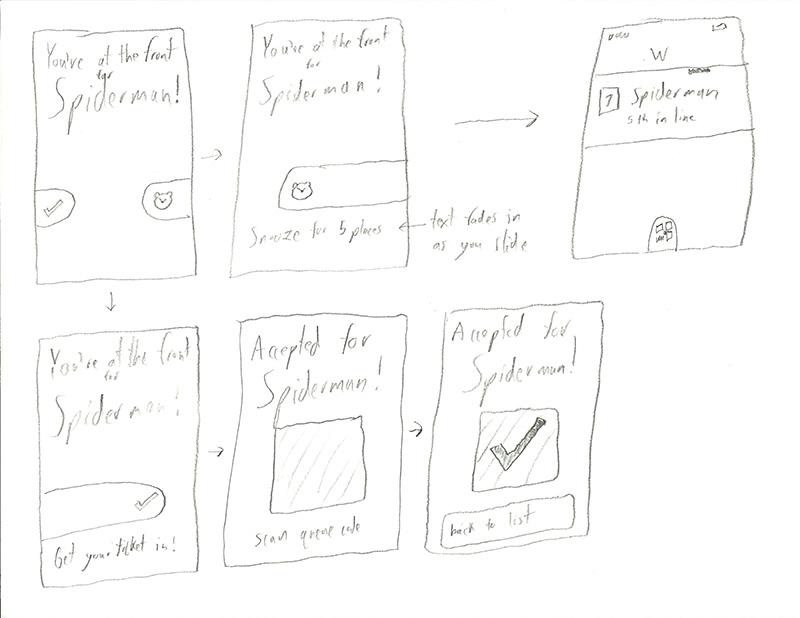 You're at the front
for
Spiderman!
You're at the front
for
Spiderman!
Snooze for 5 places
text fades in
as you slide
W
7 Spiderman
5th in line
You're at the front
for
Spiderman!
Get your ticket in!
Accepted for
Spiderman!
scan queue code
Accepted for
Spiderman!
back to list